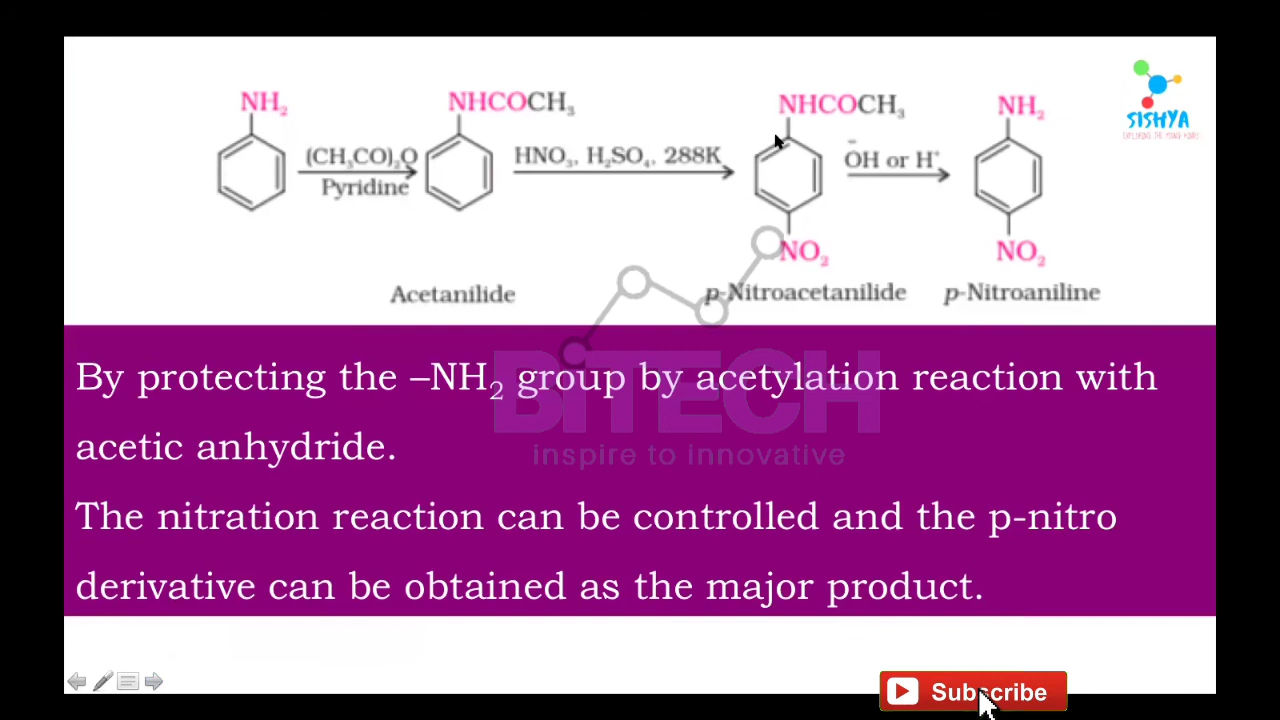 NH₂ NHCOCH₃ NHCOCH₃ NH₂
(CH₃CO)₂O HNO₃, H₂SO₄, 288K ŌH or H⁺
Pyridine
NO₂ NO₂
Acetanilide p-Nitroacetanilide p-Nitroaniline
SISHYA
By protecting the –NH₂ group by acetylation reaction with
acetic anhydride.
The nitration reaction can be controlled and the p-nitro
derivative can be obtained as the major product.
BiTECH
inspire to innovative
Subscribe